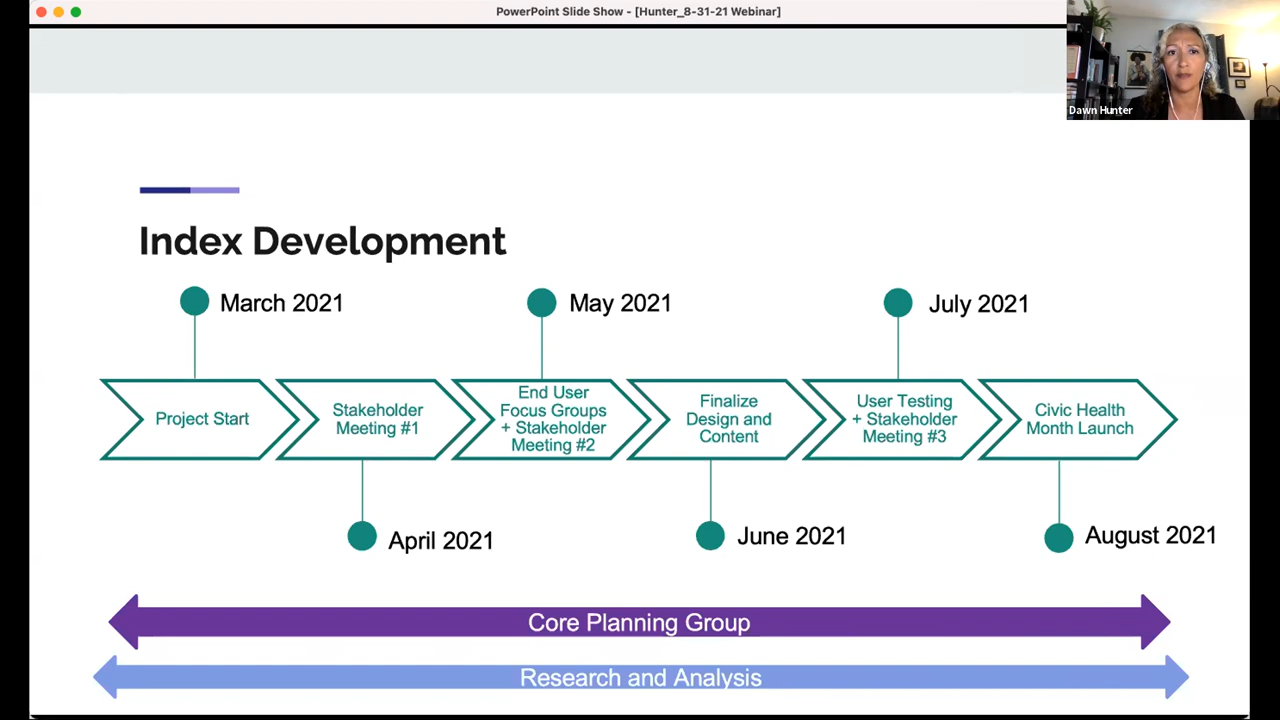 PowerPoint Slide Show - [Hunter_8-31-21 Webinar]
Dawn Hunter
Index Development
March 2021
May 2021
July 2021
Project Start
Stakeholder
Meeting #1
End User
Focus Groups
+ Stakeholder
Meeting #2
Finalize
Design and
Content
User Testing
+ Stakeholder
Meeting #3
Civic Health
Month Launch
April 2021
June 2021
August 2021
Core Planning Group
Research and Analysis